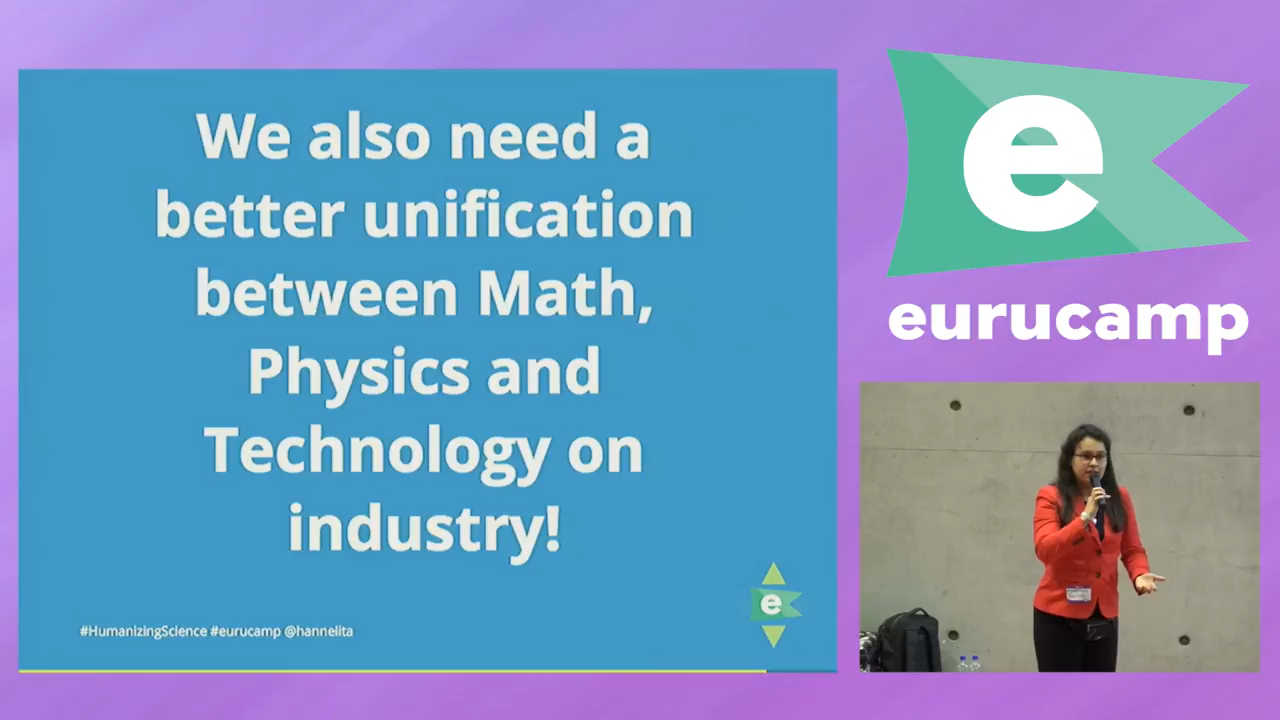 We also need a
better unification
between Math,
Physics and
Technology on
industry!
e
#HumanizingScience #eurucamp @hannelita
e
eurucamp